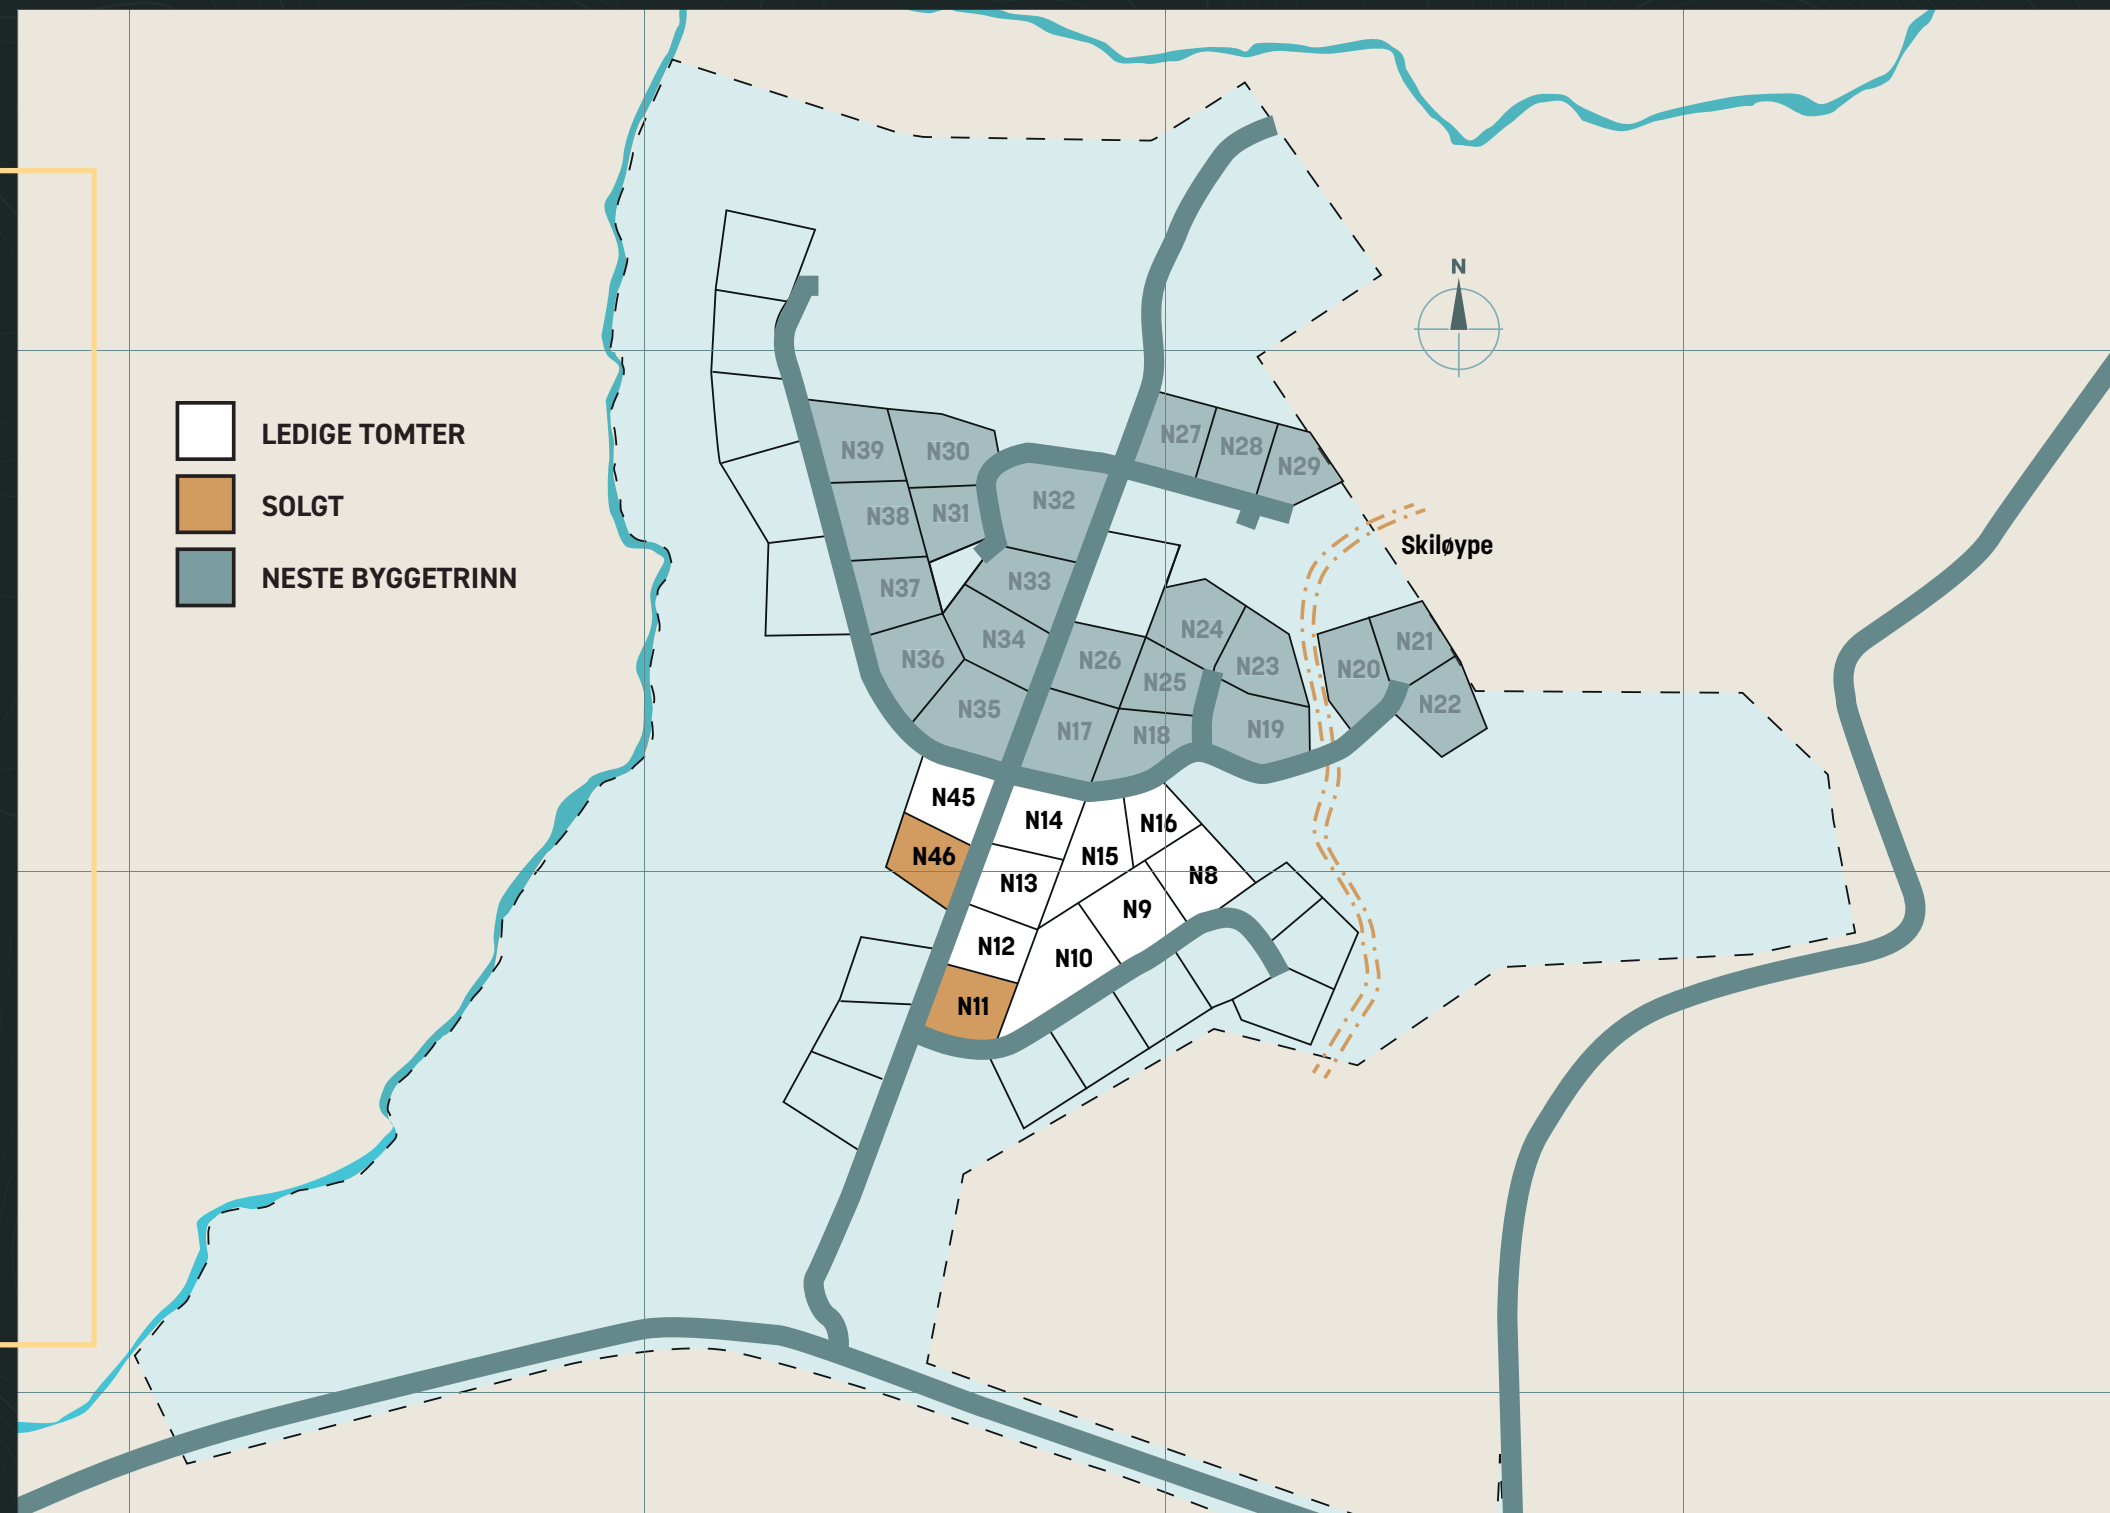 N
LEDIGE TOMTER
SOLGT
NESTE BYGGETRINN
N27
N28
N29
N39
N30
N32
N38
N31
Skiløype
N37
N33
N34
N24
N21
N36
N26
N23
N20
N25
N22
N35
N17
N18
N19
N45
N14
N16
N46
N15
N13
N8
N9
N12
N10
N11